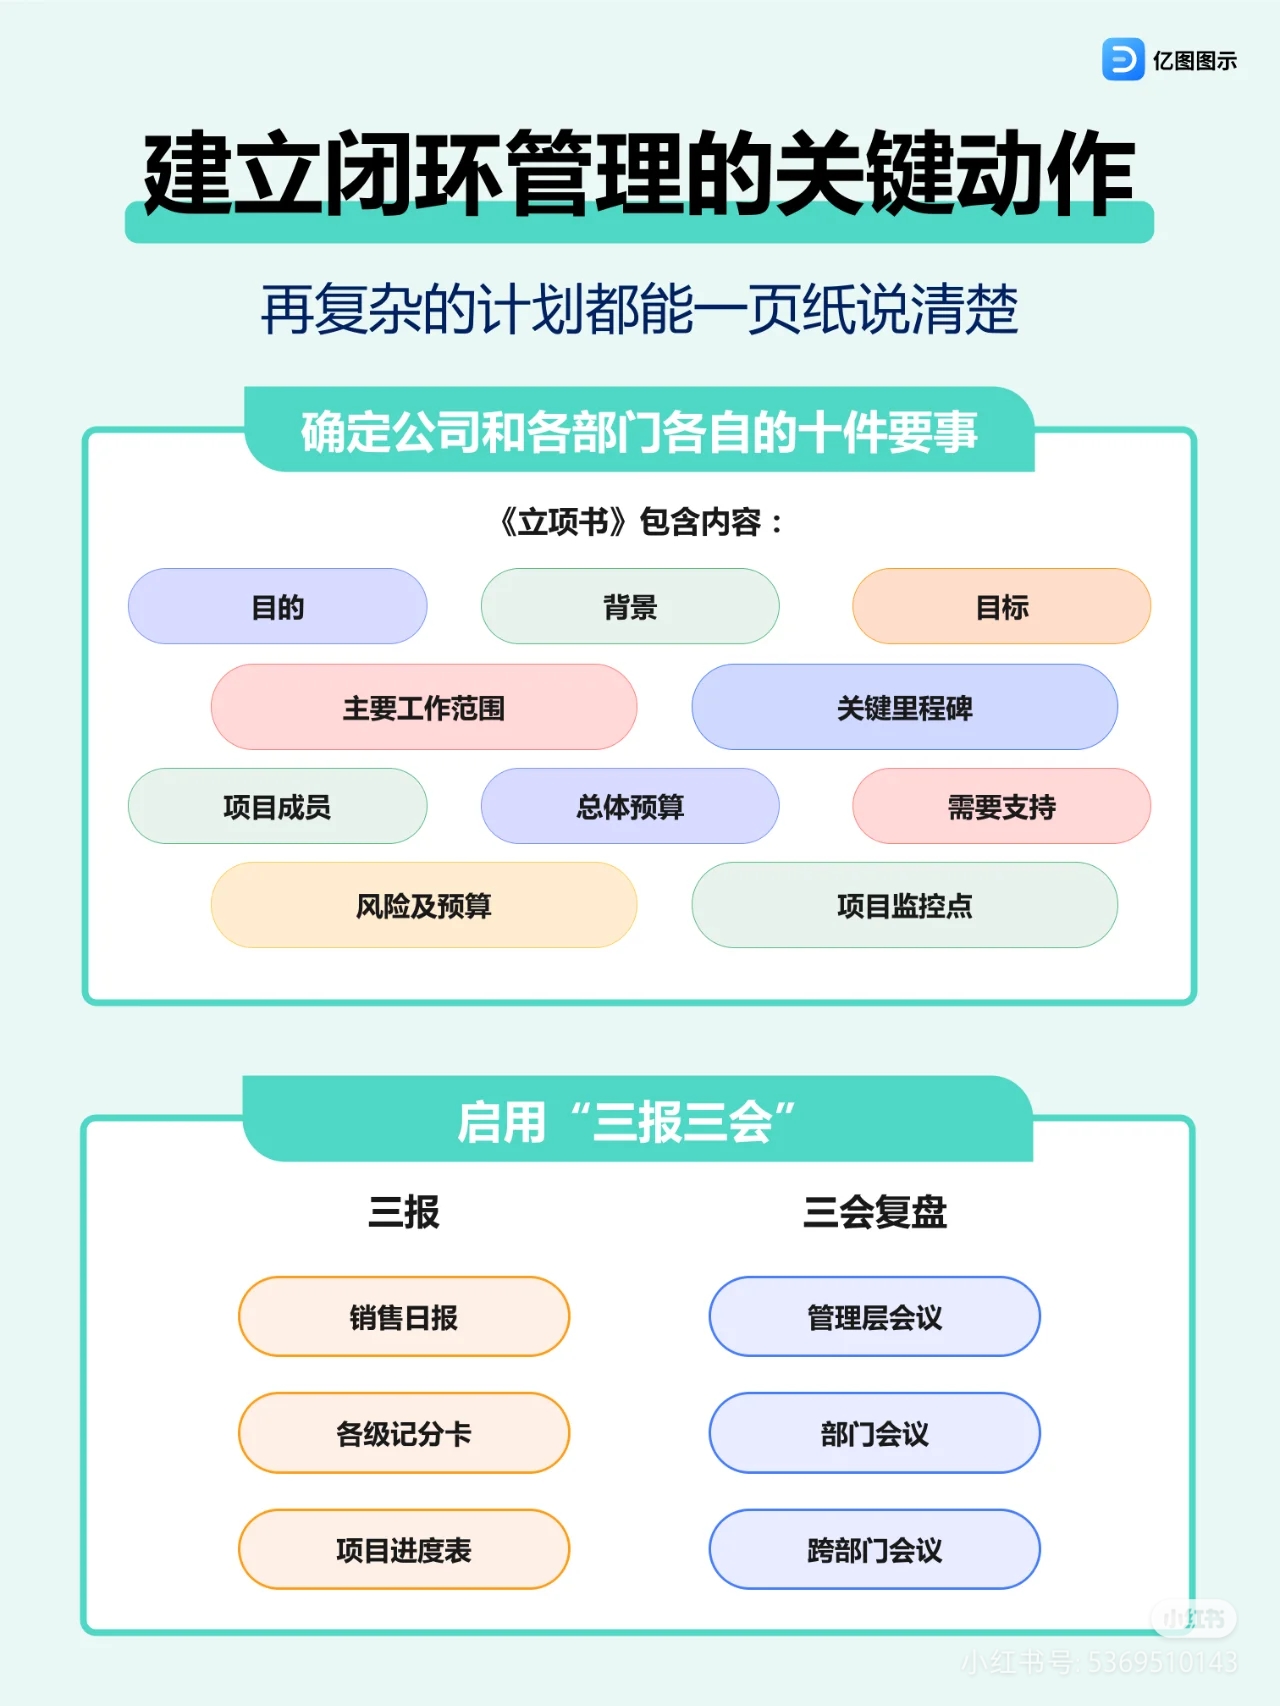 亿图图示
建立闭环管理的关键动作
再复杂的计划都能一页纸说清楚
确定公司和各部门各自的十件要事
《立项书》包含内容：
目的
背景
目标
主要工作范围
关键里程碑
项目成员
总体预算
需要支持
风险及预算
项目监控点
启用“三报三会”
三报
三会复盘
销售日报
管理层会议
各级记分卡
部门会议
项目进度表
跨部门会议
小红书
小红书号: 5369510143